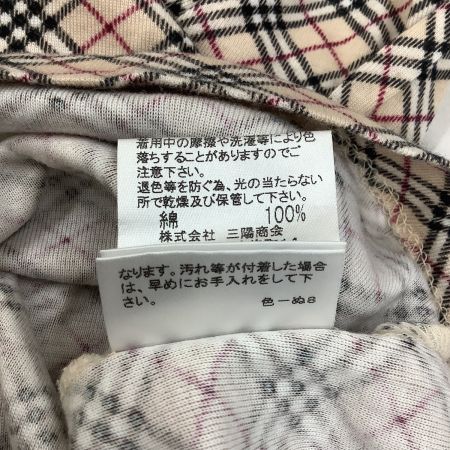 着用中の摩擦や洗濯等により色
落ちすることがありますのでご
注意下さい。
退色等を防ぐ為、光の当たらない
所で乾燥及び保管して下さい。
綿 100%
株式会社 三陽商会
なります。汚れ等が付着した場合
は、早めにお手入れをして下
さい。
色ーぬ8